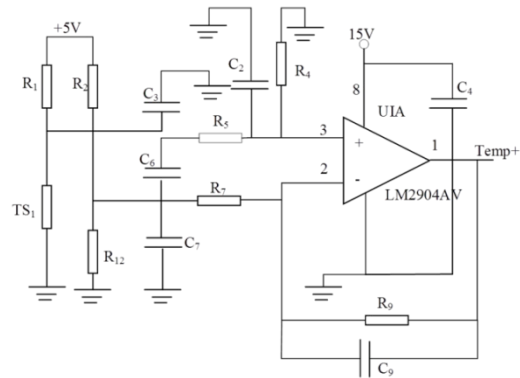 +5V
15V
R1
R2
C3
C2
R4
8
C4
UIA
R5
3
+
1
Temp+
C6
2
-
TS1
R7
LM2904AV
R12
C7
R9
C9